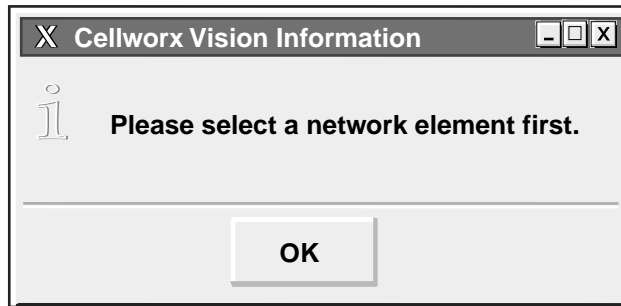 X Cellworx Vision Information
i Please select a network element first.
OK